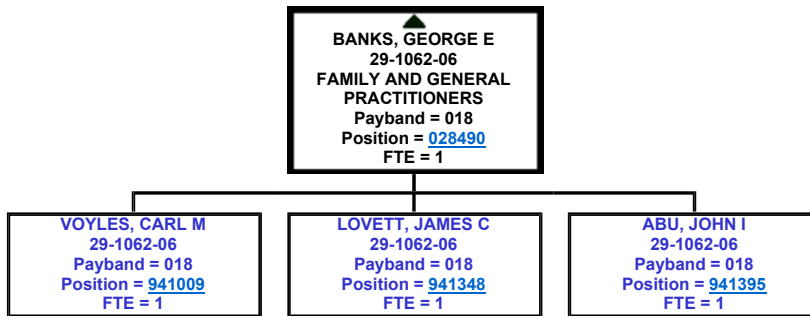 BANKS, GEORGE E
29-1062-06
FAMILY AND GENERAL
PRACTITIONERS
Payband = 018
Position = 028490
FTE = 1
VOYLES, CARL M
29-1062-06
Payband = 018
Position = 941009
FTE = 1
LOVETT, JAMES C
29-1062-06
Payband = 018
Position = 941348
FTE = 1
ABU, JOHN I
29-1062-06
Payband = 018
Position = 941395
FTE = 1